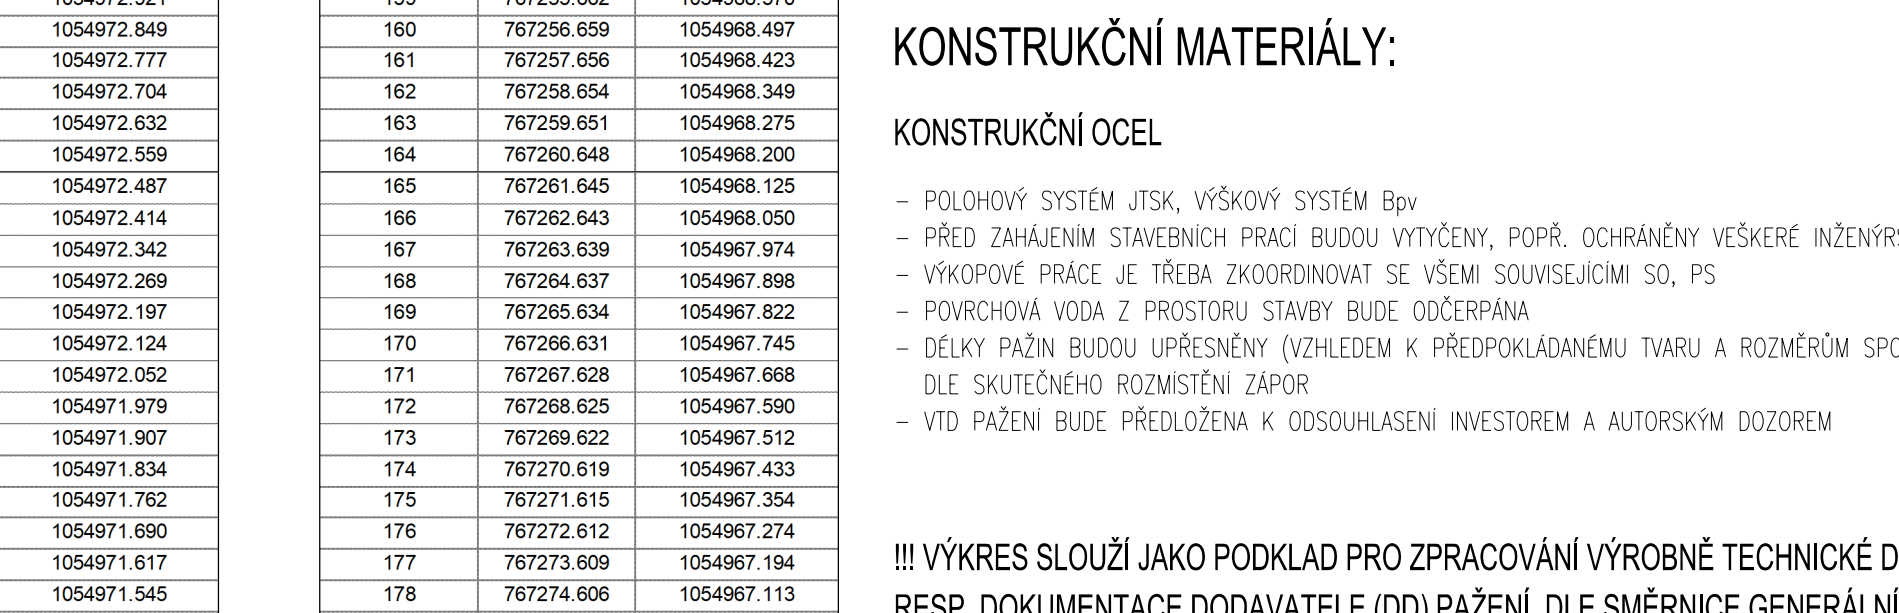 1054972.849
1054972.777
1054972.704
1054972.632
1054972.559
1054972.487
1054972.414
1054972.342
1054972.269
1054972.197
1054972.124
1054972.052
1054971.979
1054971.907
1054971.834
1054971.762
1054971.690
1054971.617
1054971.545
160 767256.659 1054968.497
161 767257.656 1054968.423
162 767258.654 1054968.349
163 767259.651 1054968.275
164 767260.648 1054968.200
165 767261.645 1054968.125
166 767262.643 1054968.050
167 767263.639 1054967.974
168 767264.637 1054967.898
169 767265.634 1054967.822
170 767266.631 1054967.745
171 767267.628 1054967.668
172 767268.625 1054967.590
173 767269.622 1054967.512
174 767270.619 1054967.433
175 767271.615 1054967.354
176 767272.612 1054967.274
177 767273.609 1054967.194
178 767274.606 1054967.113
KONSTRUKČNÍ MATERIÁLY:
KONSTRUKČNÍ OCEL
– POLOHOVÝ SYSTÉM JTSK, VÝŠKOVÝ SYSTÉM Bpv
– PŘED ZAHÁJENÍM STAVEBNÍCH PRACÍ BUDOU VYTYČENY, POPŘ. OCHRÁNĚNY VEŠKERÉ
– VÝKOPOVÉ PRÁCE JE TŘEBA ZKOORDINOVAT SE VŠEMI SOUVISEJÍCÍMI SO, PS
– POVRCHOVÁ VODA Z PROSTORU STAVBY BUDE ODČERPÁNA
– DÉLKY PAŽIN BUDOU UPŘESNĚNY (VZHLEDEM K PŘEDPOKLÁDANÉMU TVARU A ROZMĚRŮM
DLE SKUTEČNÉHO ROZMÍSTĚNÍ ZÁPOR
– VTD PAŽENÍ BUDE PŘEDLOŽENA K ODSOUHLASENÍ INVESTOREM A AUTORSKÝM DOZOREM
!!! VÝKRES SLOUŽÍ JAKO PODKLAD PRO ZPRACOVÁNÍ VÝROBNĚ TECHNICKÉ
RESP. DOKUMENTACE DODAVATELE (DD) PAŽENÍ, DLE SMĚRNICE